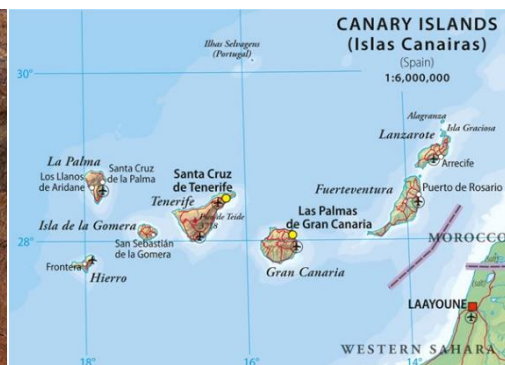 CANARY ISLANDS
(Islas Canairas)
(Spain)
1:6,000,000
Ilhas Selvagens
(Portugal)
30°
Alagranza
Isla Graciosa
Lanzarote
Arrecife
La Palma
Los Llanos
de Aridane
Santa Cruz
de la Palma
Santa Cruz
de Tenerife
Tenerife
Pico de Teide
3718
Fuerteventura
Puerto de Rosario
Las Palmas
de Gran Canaria
Isla de la Gomera
San Sebastián
de la Gomera
28°
28°
Gran Canaria
MOROCCO
Frontera
Hierro
LAAYOUNE
WESTERN SAHARA
18°
16°
14°